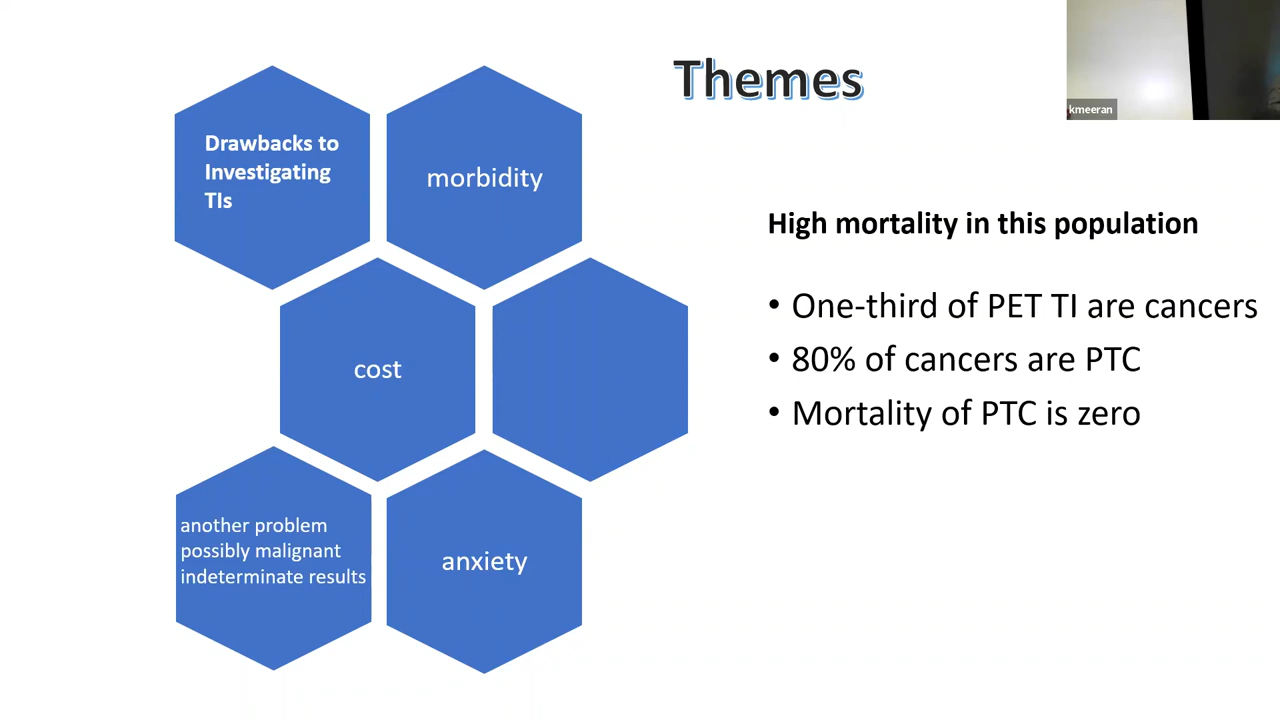 Themes
kmeeran
Drawbacks to
Investigating
TIs
morbidity
cost
another problem
possibly malignant
indeterminate results
anxiety
High mortality in this population
• One-third of PET TI are cancers
• 80% of cancers are PTC
• Mortality of PTC is zero